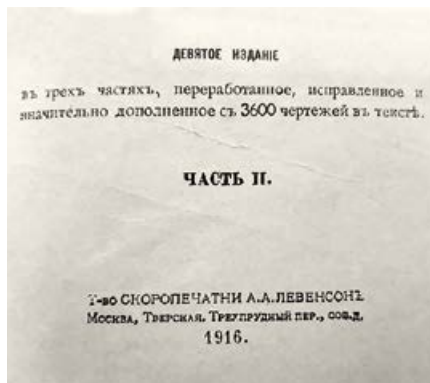 ДЕВЯТОЕ ИЗДАНІЕ
въ трехъ частяхъ, переработанное, исправленное и
значительно дополненное съ 3600 чертежей въ текстѣ.
ЧАСТЬ II.
Т-во СКОРОПЕЧАТНИ А.А.ЛЕВЕНСОНЪ
Москва, Тверская, Трехпрудный пер., соб.д.
1916.